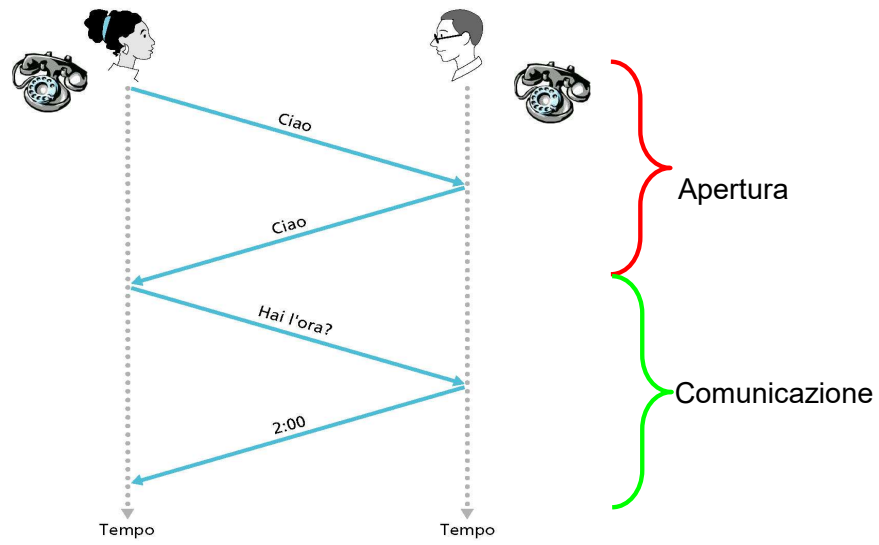 Ciao
Apertura
Ciao
Hai l'ora?
Comunicazione
2:00
Tempo
Tempo